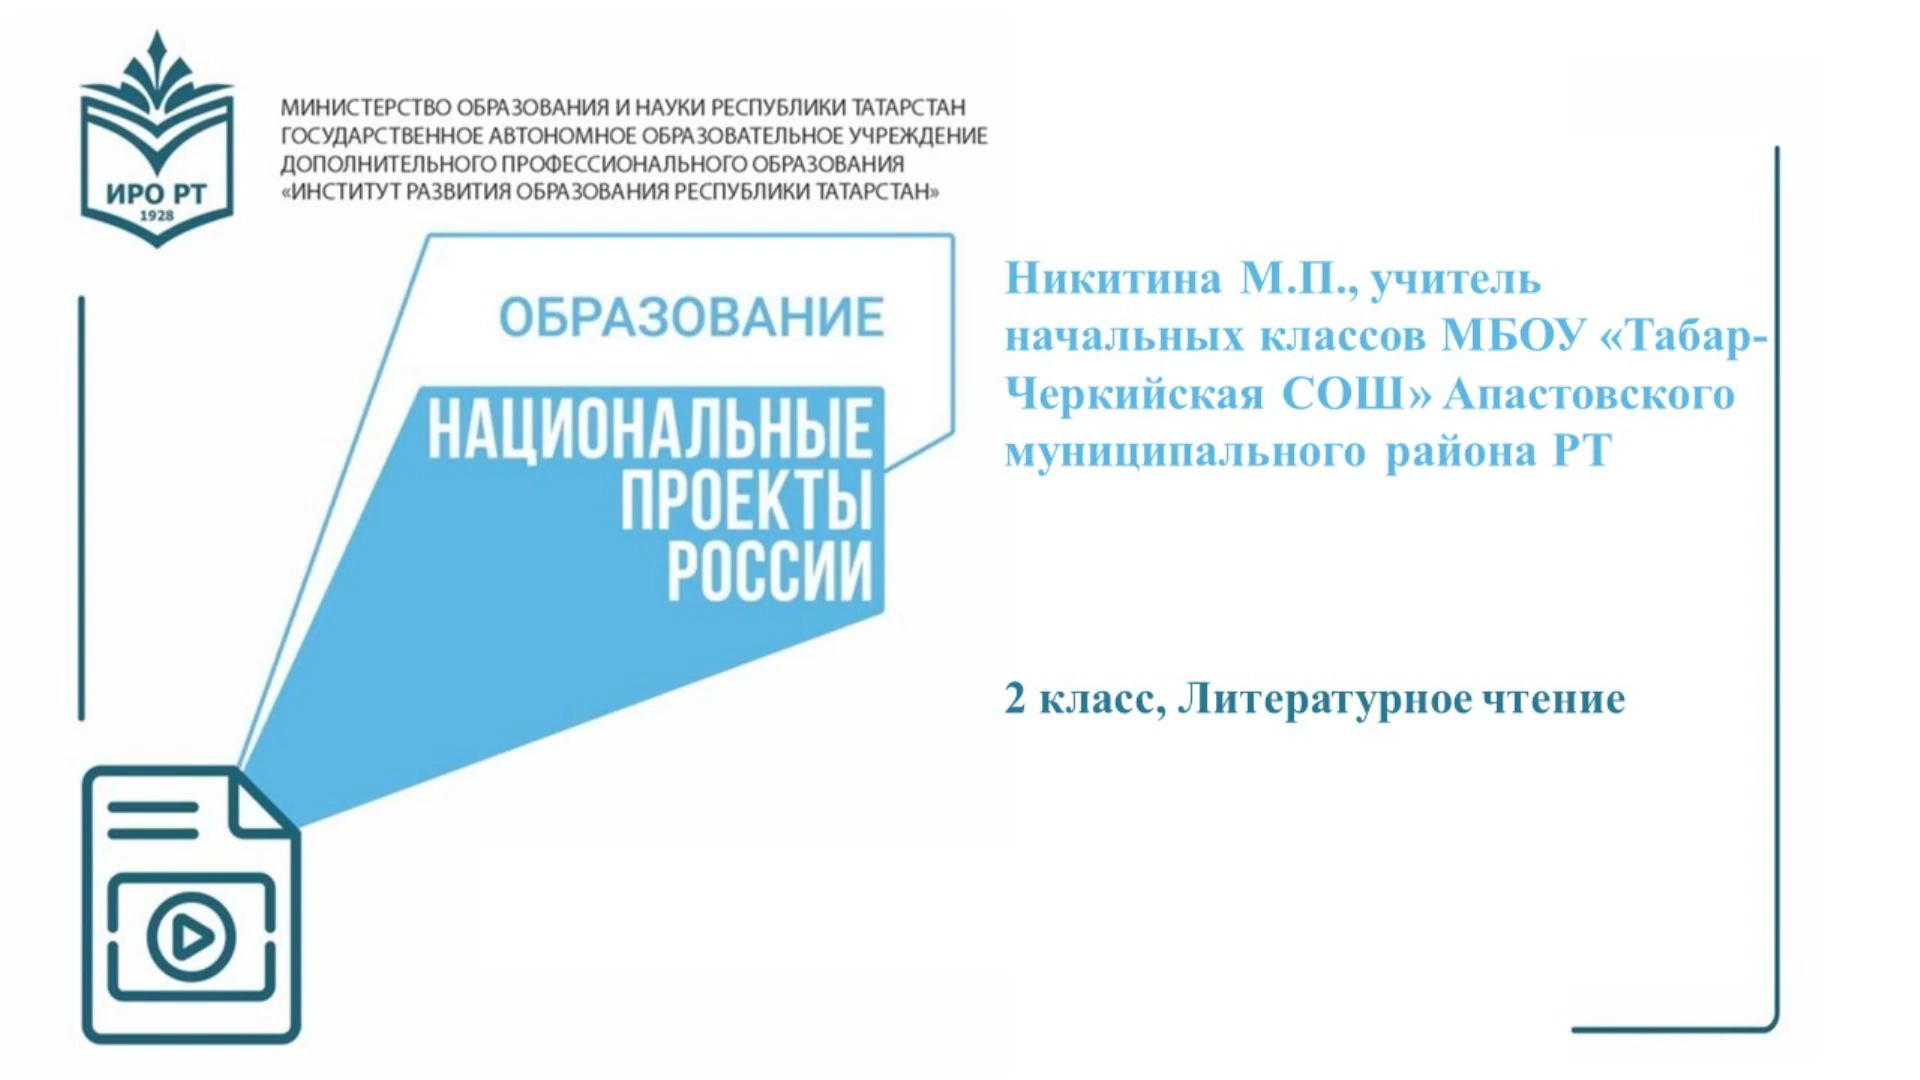 ИРО РТ
1928
МИНИСТЕРСТВО ОБРАЗОВАНИЯ И НАУКИ РЕСПУБЛИКИ ТАТАРСТАН
ГОСУДАРСТВЕННОЕ АВТОНОМНОЕ ОБРАЗОВАТЕЛЬНОЕ УЧРЕЖДЕНИЕ
ДОПОЛНИТЕЛЬНОГО ПРОФЕССИОНАЛЬНОГО ОБРАЗОВАНИЯ
«ИНСТИТУТ РАЗВИТИЯ ОБРАЗОВАНИЯ РЕСПУБЛИКИ ТАТАРСТАН»
ОБРАЗОВАНИЕ
НАЦИОНАЛЬНЫЕ
ПРОЕКТЫ
РОССИИ
Никитина М.П., учитель
начальных классов МБОУ «Табар-
Черкийская СОШ» Апастовского
муниципального района РТ
2 класс, Литературное чтение